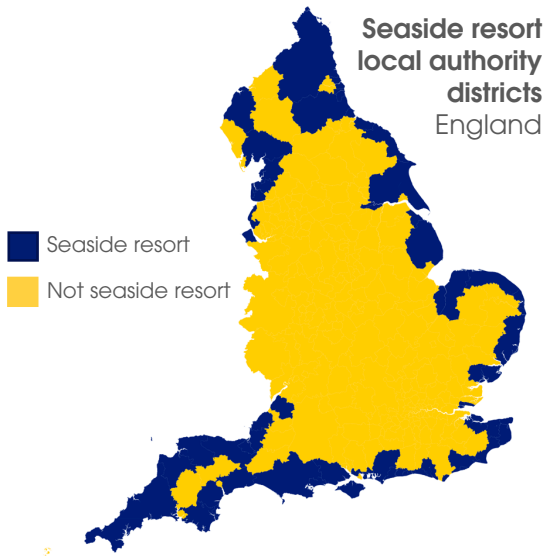 Seaside resort
local authority
districts
England
Seaside resort
Not seaside resort